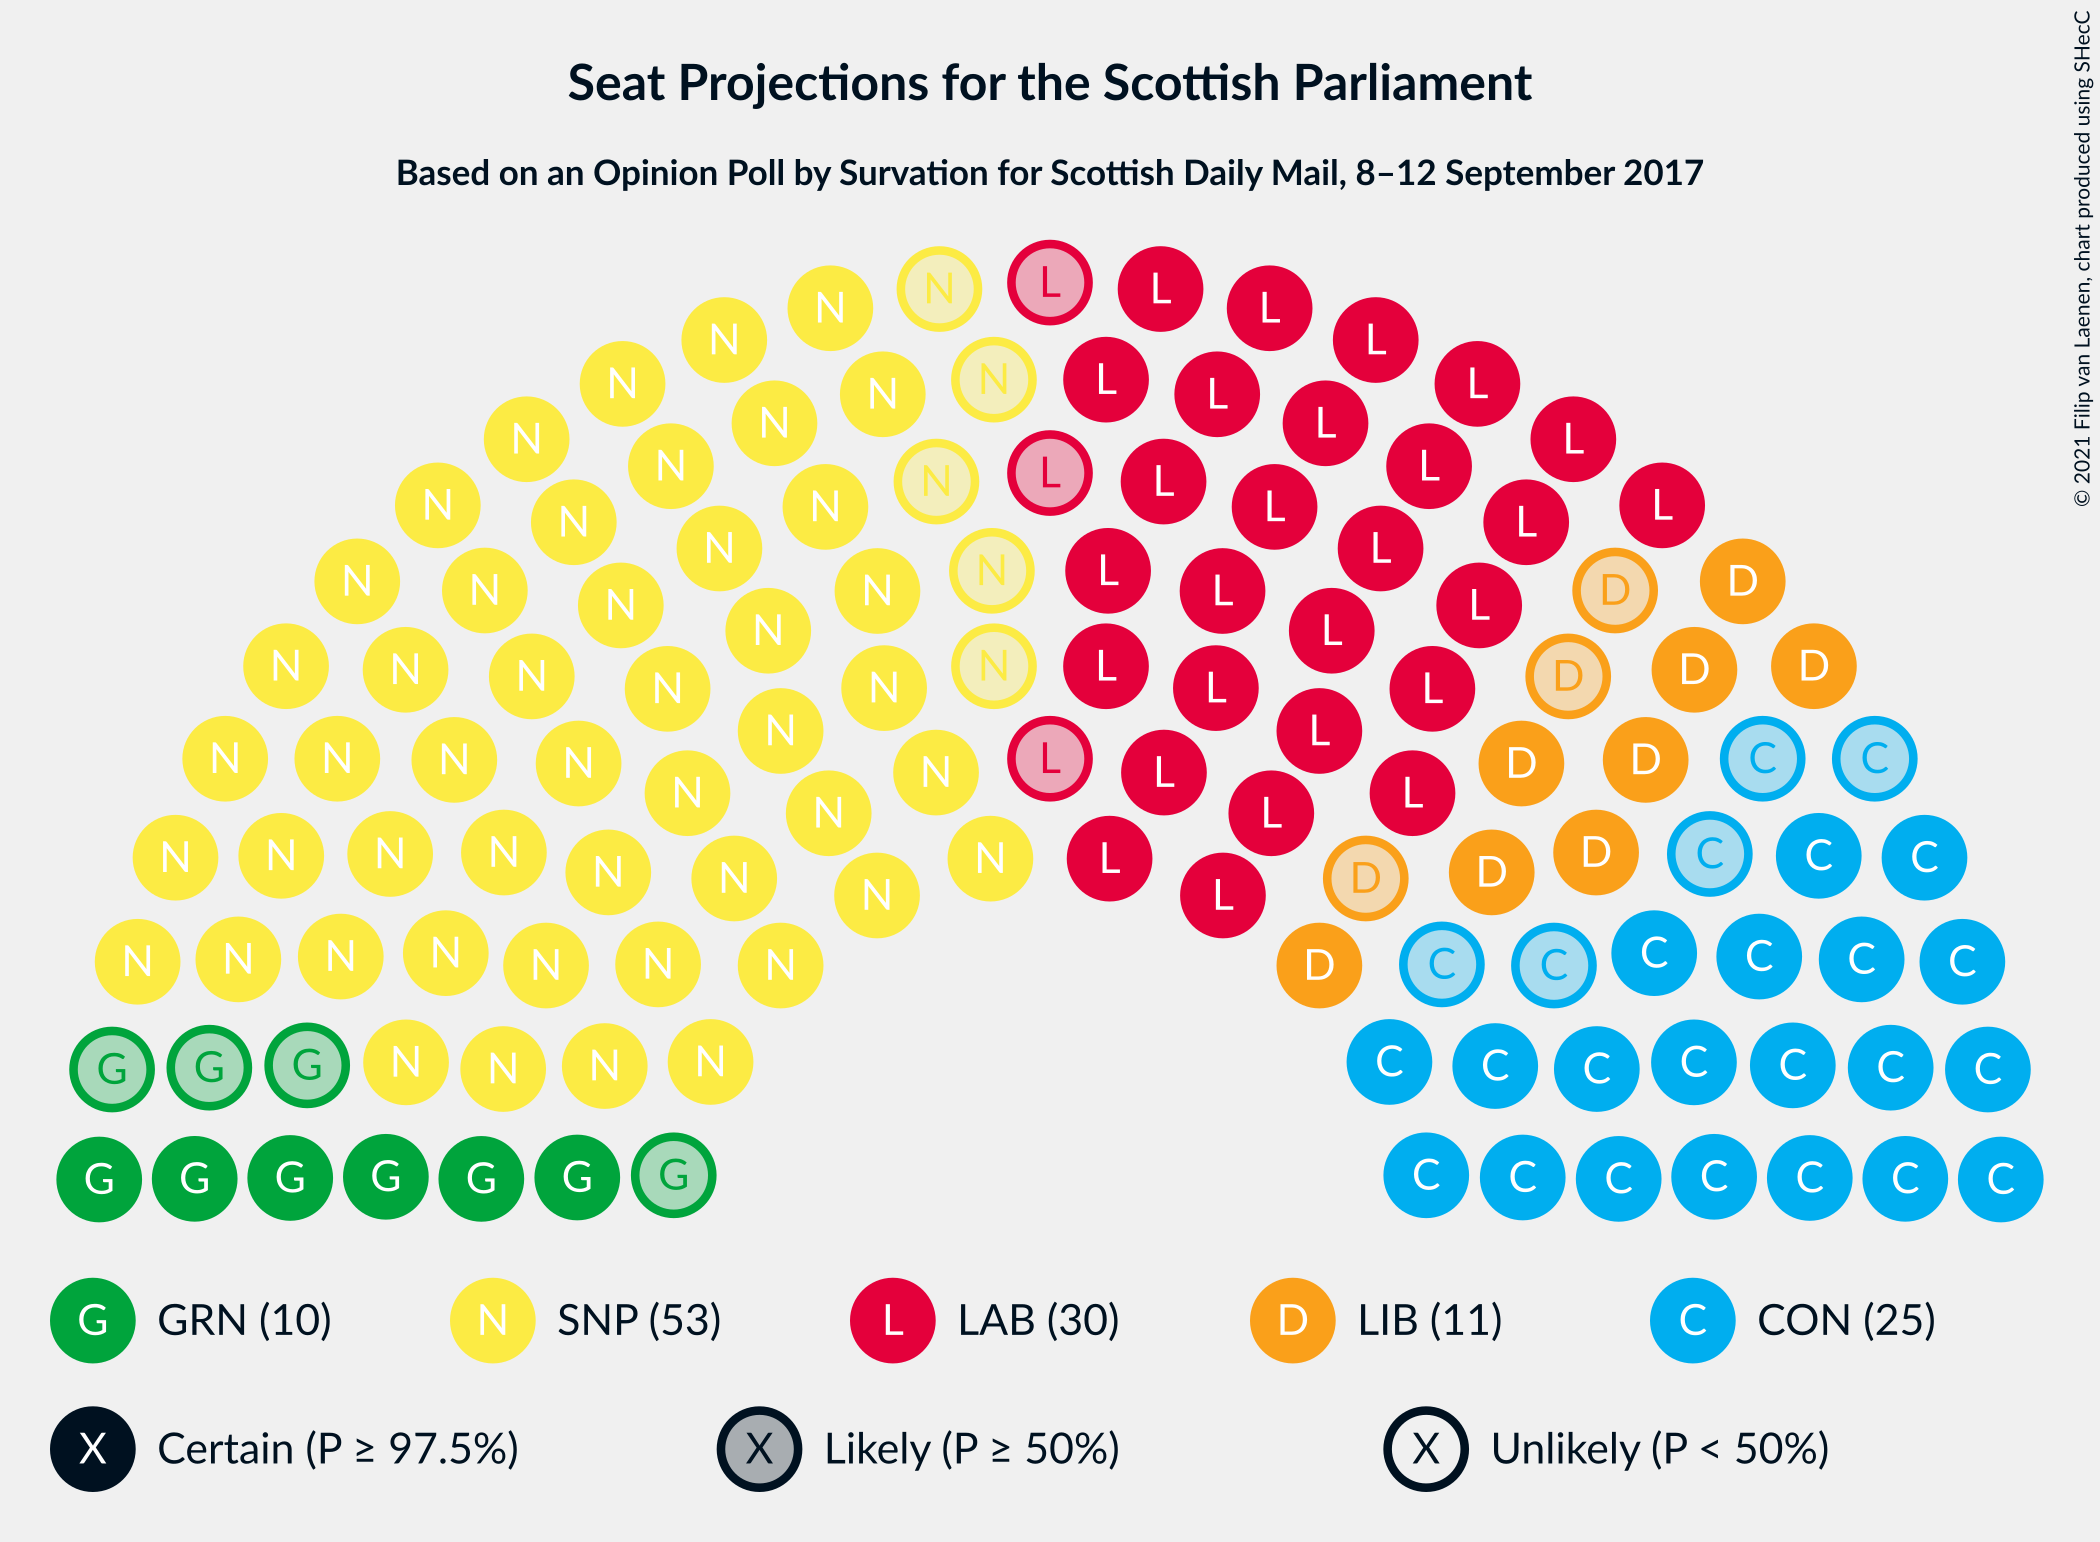 Seat Projections for the Scottish Parliament
Based on an Opinion Poll by Survation for Scottish Daily Mail, 8–12 September 2017
© 2021 Filip van Laenen, chart produced using SHecC
N N L L L
N N L L
N N L L
N N L L
N N L L
N N L L
N N L L
N N L L
N N L L
N N L L
N N L L
N N L L
N N D D
N N L L
N N L L
N N D D
N N L L
N N L L
N N D D
N N L L
N N L L
N N L C C
N N D D
N N L L
N N L L
N N C C
N N C C
N N D D
N N D D
N N L L
N N C C
N N C C
N N C C
N N D C
N N C C
G G G N N N N C C C C C C C
G G G G G G G C C C C C C C
G GRN (10) N SNP (53) L LAB (30) D LIB (11) C CON (25)
X Certain (P ≥ 97.5%) X Likely (P ≥ 50%) X Unlikely (P < 50%)